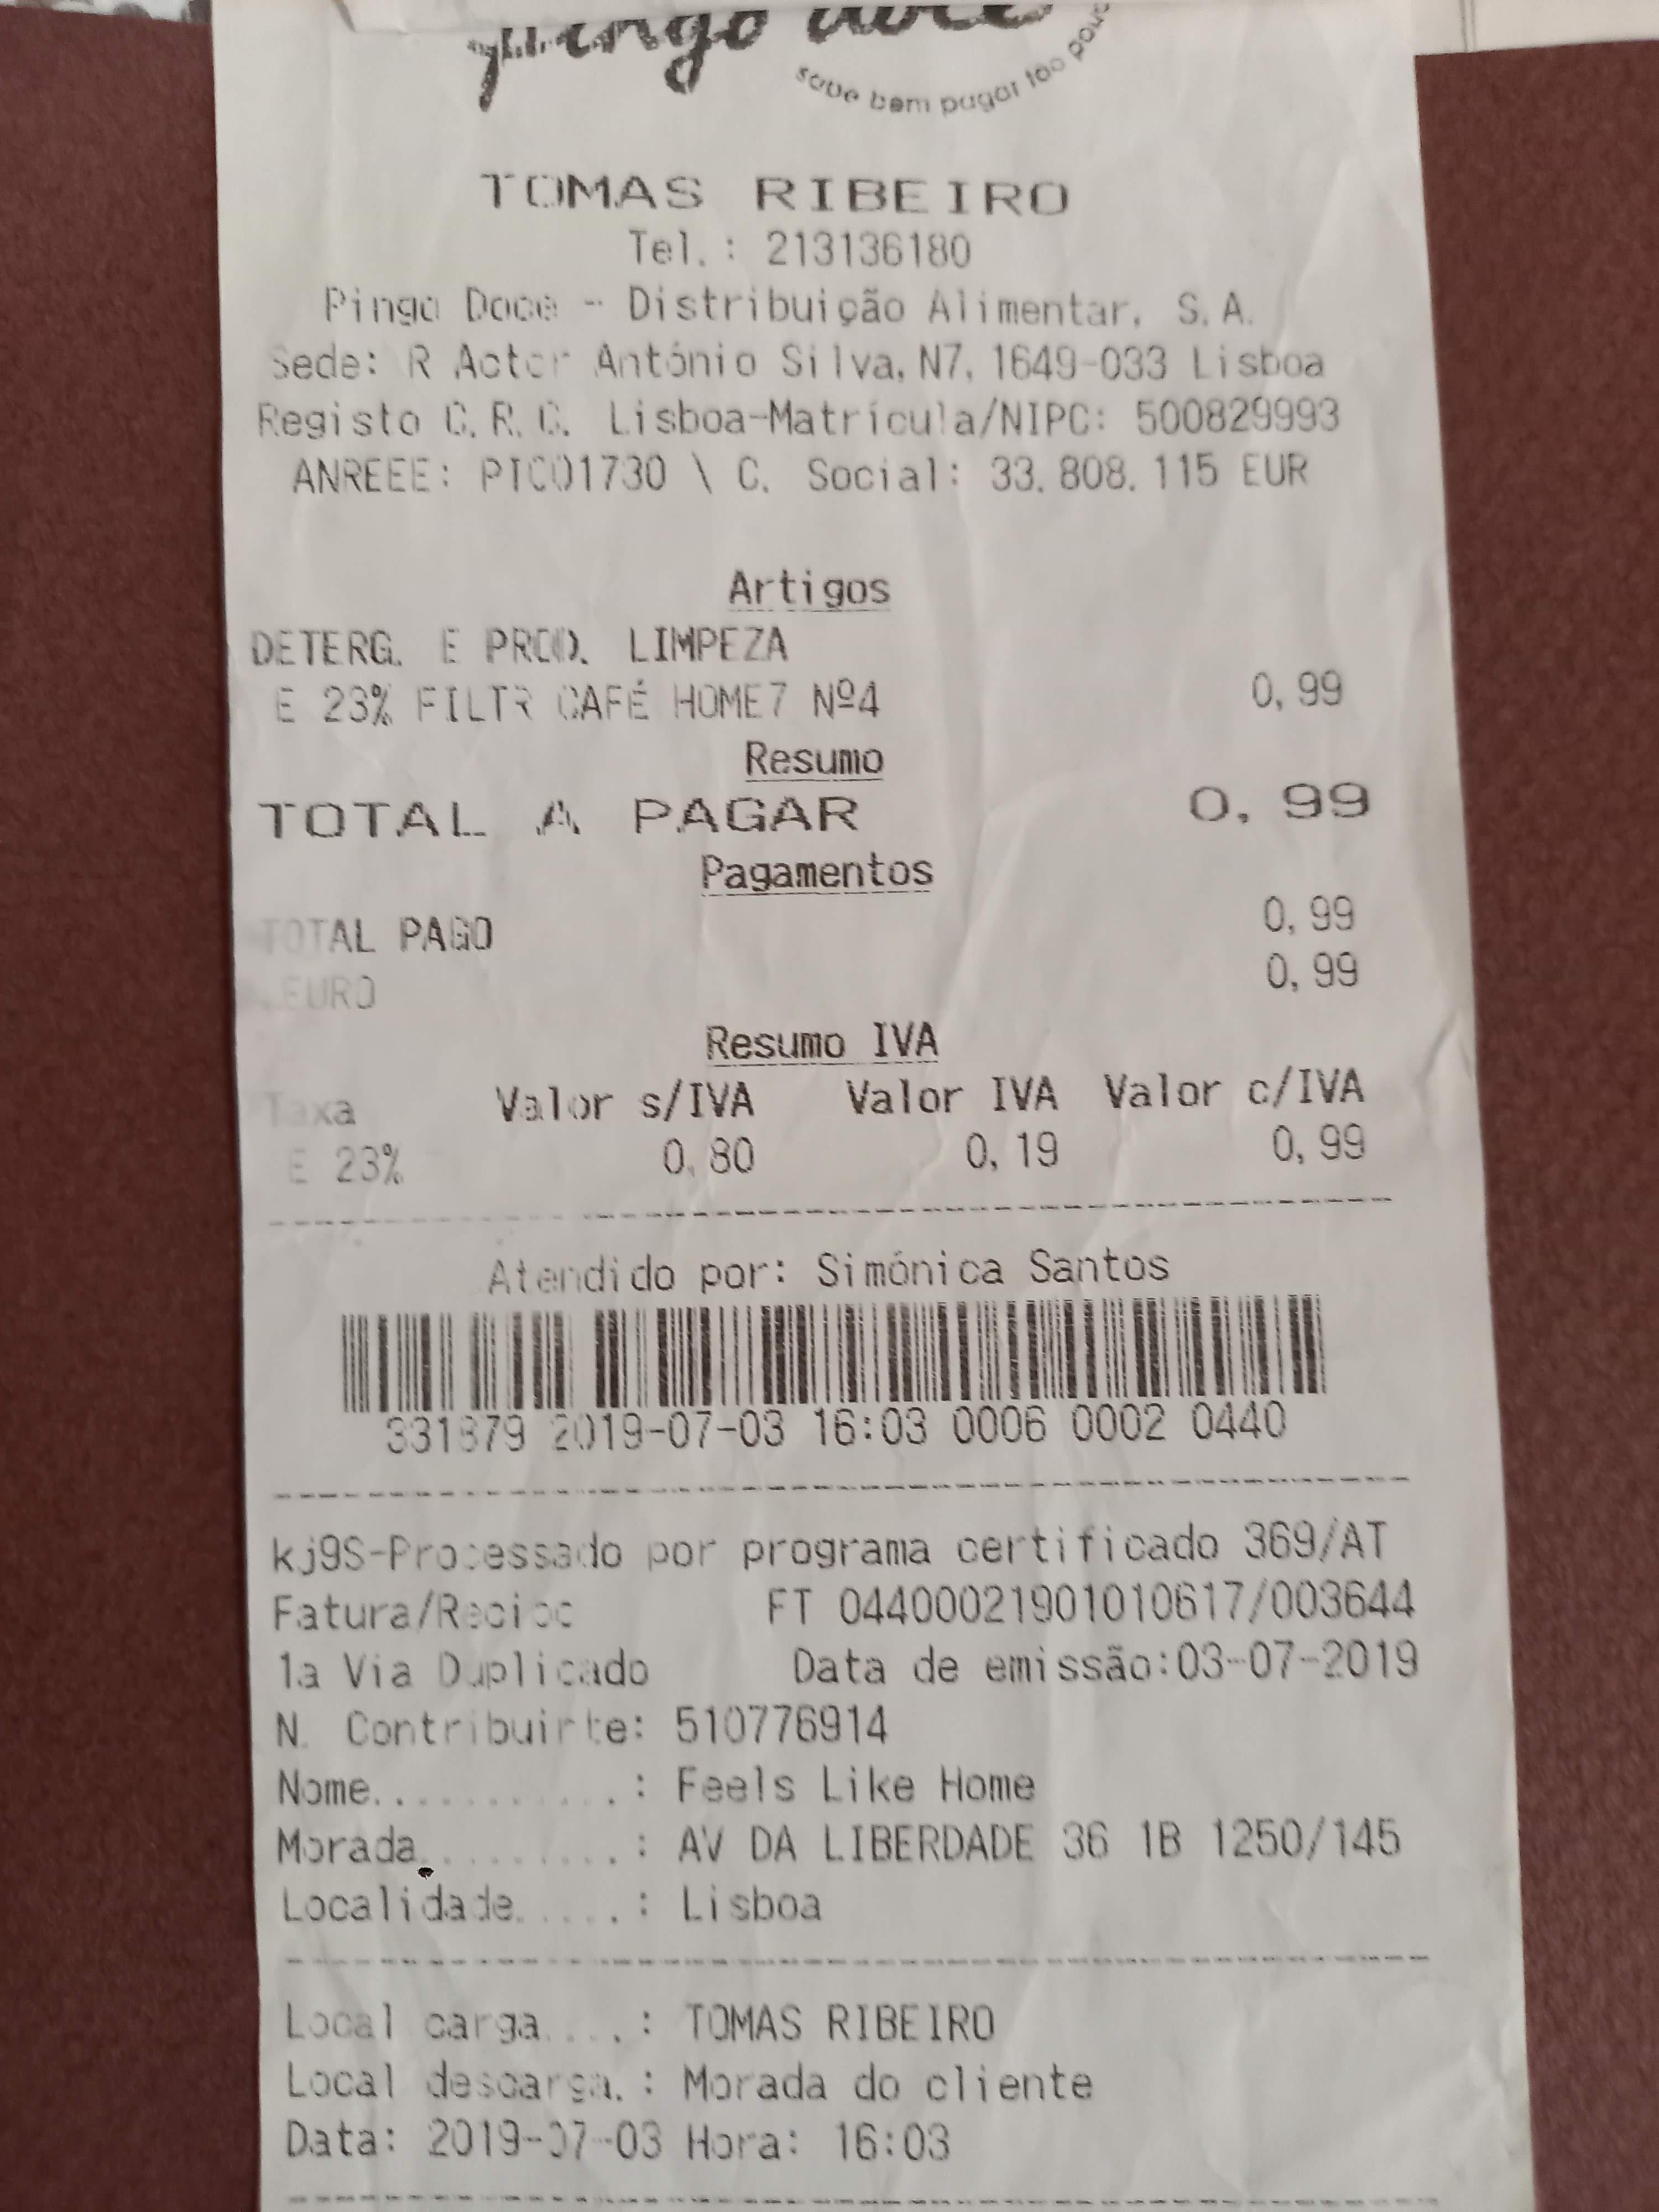 pingo doce
sabe bem pagar tão pouco
TOMAS RIBEIRO
Tel.: 213136180
Pingo Doce - Distribuição Alimentar, S.A.
Sede: R Actor António Silva, N7, 1649-033 Lisboa
Registo C.R.C. Lisboa-Matrícula/NIPC: 500829993
ANREEE: PT001730 \ C. Social: 33.808.115 EUR
Artigos
DETERG. E PROD. LIMPEZA
E 23% FILTR CAFÉ HOME7 Nº4 0,99
Resumo
TOTAL A PAGAR 0,99
Pagamentos
TOTAL PAGO 0,99
EURO 0,99
Resumo IVA
Taxa Valor s/IVA Valor IVA Valor c/IVA
E 23% 0,80 0,19 0,99
Atendido por: Simónica Santos
2019-07-03 16:03 0006 0002 0440
kj9S-Processado por programa certificado 369/AT
Fatura/Recibo FT 04400021901010617/003644
1a Via Duplicado Data de emissão:03-07-2019
N. Contribuinte: 510776914
Nome...........: Feels Like Home
Morada.........: AV DA LIBERDADE 36 1B 1250/145
Localidade.....: Lisboa
Local carga....: TOMAS RIBEIRO
Local descarga.: Morada do cliente
Data: 2019-07-03 Hora: 16:03